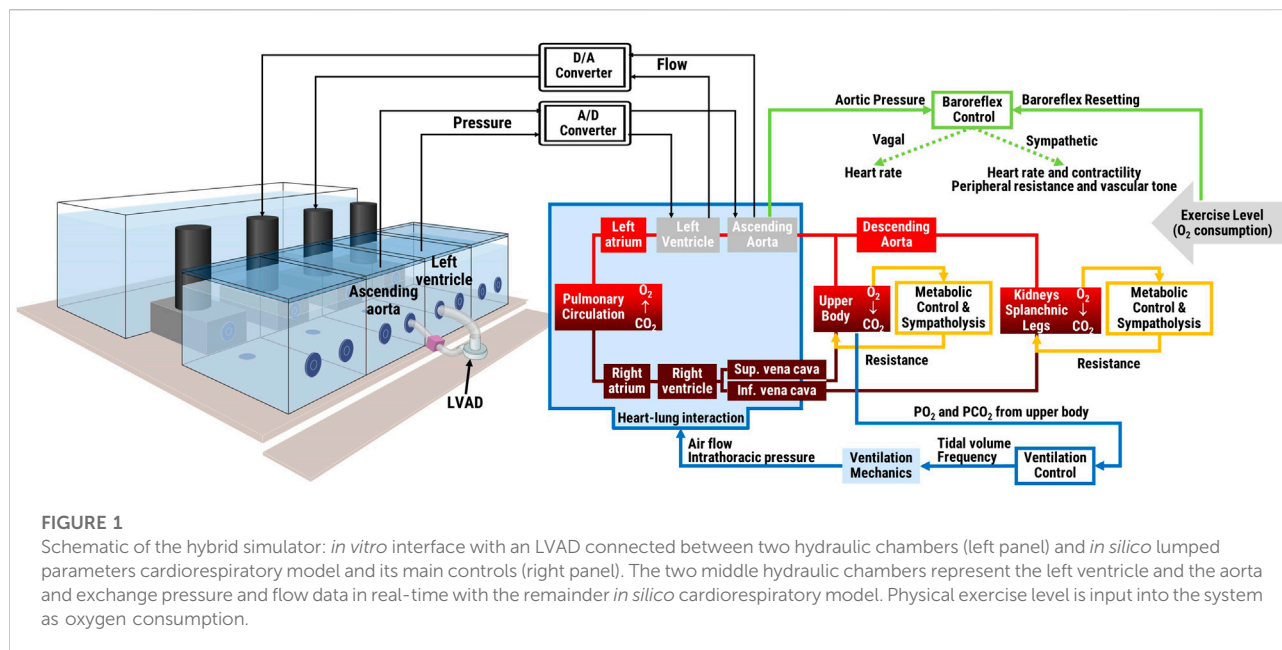 D/A
Converter
Flow
A/D
Converter
Pressure
Left
ventricle
Ascending
aorta
LVAD
Aortic Pressure
Baroreflex
Control
Baroreflex Resetting
Vagal
Sympathetic
Heart rate
Heart rate and contractility
Peripheral resistance and vascular tone
Exercise Level
(O₂ consumption)
Left
atrium
Left
Ventricle
Ascending
Aorta
Descending
Aorta
Pulmonary
Circulation
O₂
↑
CO₂
Upper
Body
O₂
↓
CO₂
Metabolic
Control &
Sympatholysis
Resistance
Kidneys
Splanchnic
Legs
O₂
↓
CO₂
Metabolic
Control &
Sympatholysis
Resistance
Right
atrium
Right
ventricle
Sup. vena cava
Inf. vena cava
Heart-lung interaction
PO₂ and PCO₂ from upper body
Air flow
Intrathoracic pressure
Ventilation
Mechanics
Tidal volume
Frequency
Ventilation
Control
FIGURE 1
Schematic of the hybrid simulator: in vitro interface with an LVAD connected between two hydraulic chambers (left panel) and in silico lumped
parameters cardiorespiratory model and its main controls (right panel). The two middle hydraulic chambers represent the left ventricle and the aorta
and exchange pressure and flow data in real-time with the remainder in silico cardiorespiratory model. Physical exercise level is input into the system
as oxygen consumption.